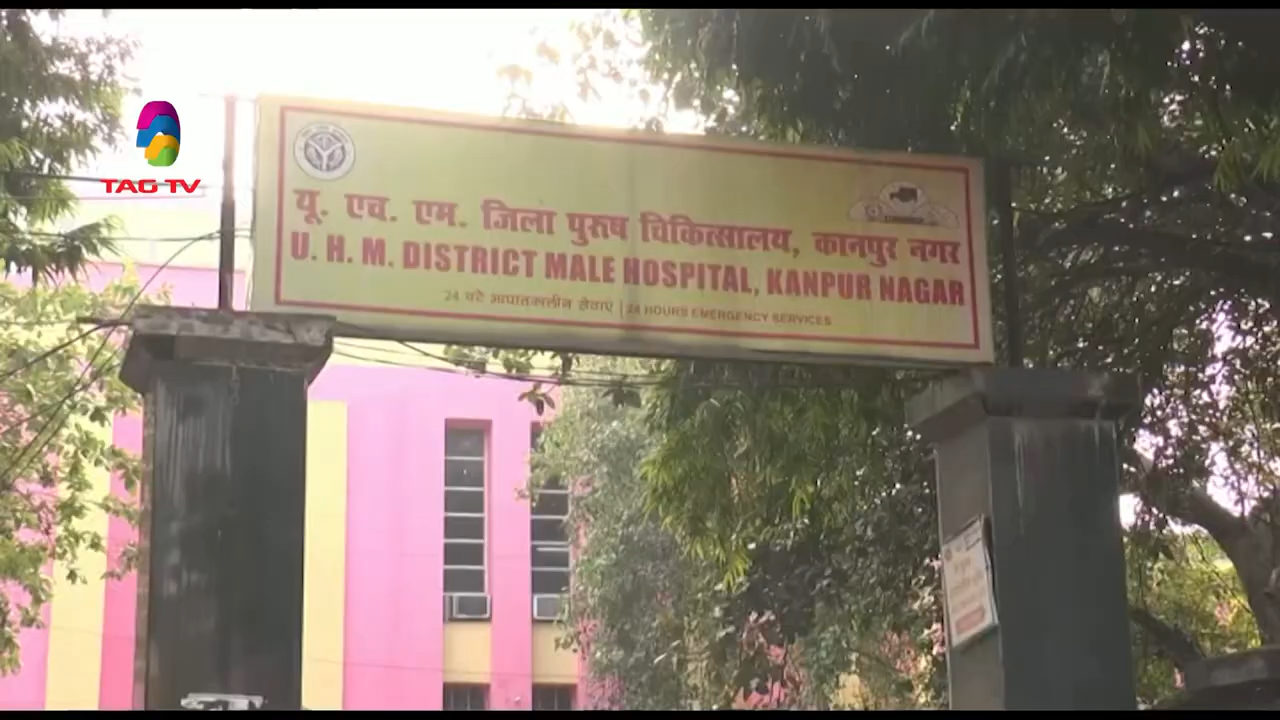 TAG TV
यू. एच. एम. जिला पुरुष चिकित्सालय, कानपुर नगर
U. H. M. DISTRICT MALE HOSPITAL, KANPUR NAGAR
24 घंटे आपातकालीन सेवाएं | 24 HOURS EMERGENCY SERVICES